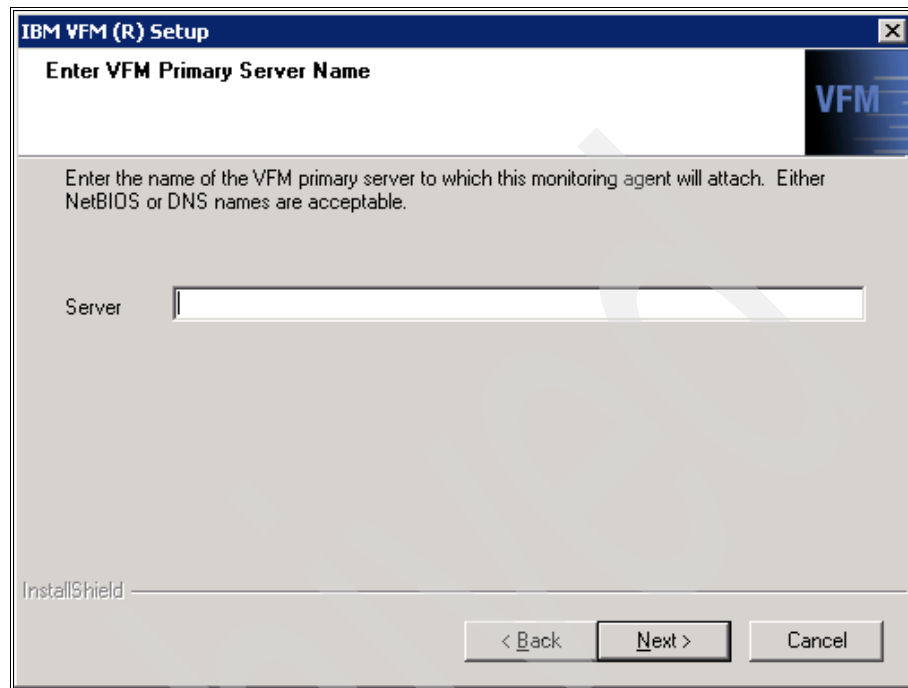 IBM VFM (R) Setup
Enter VFM Primary Server Name
VFM
Enter the name of the VFM primary server to which this monitoring agent will attach.  Either
NetBIOS or DNS names are acceptable.
Server
InstallShield
< Back
Next >
Cancel